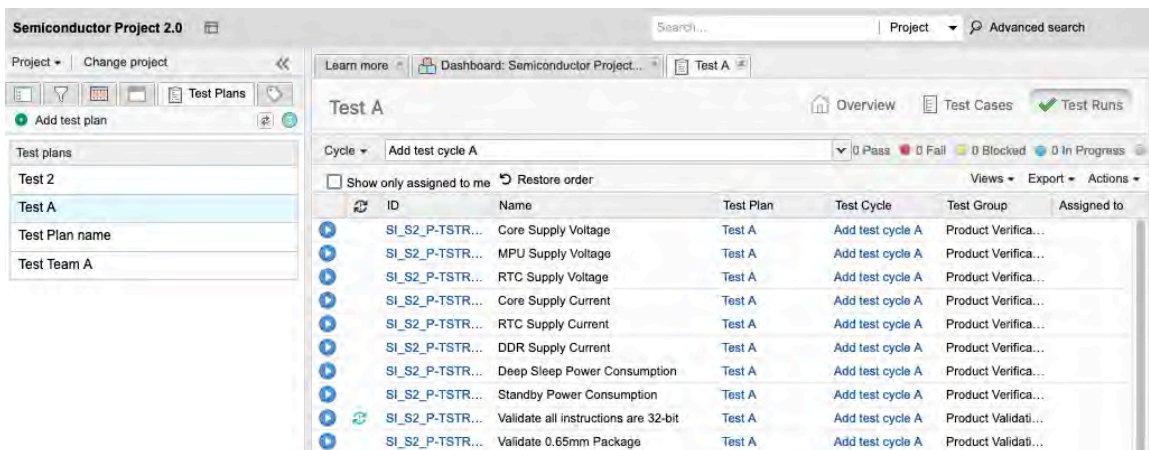 Semiconductor Project 2.0
Search... Project Advanced search
Project Change project
Learn more Dashboard: Semiconductor Project... Test A
Test Plans
Add test plan
Test A Overview Test Cases Test Runs
Test plans
Test 2
Test A
Test Plan name
Test Team A
Cycle Add test cycle A 0 Pass 0 Fail 0 Blocked 0 In Progress
Show only assigned to me Restore order Views Export Actions
ID Name Test Plan Test Cycle Test Group Assigned to
SI_S2_P-TSTR... Core Supply Voltage Test A Add test cycle A Product Verifica...
SI_S2_P-TSTR... MPU Supply Voltage Test A Add test cycle A Product Verifica...
SI_S2_P-TSTR... RTC Supply Voltage Test A Add test cycle A Product Verifica...
SI_S2_P-TSTR... Core Supply Current Test A Add test cycle A Product Verifica...
SI_S2_P-TSTR... RTC Supply Current Test A Add test cycle A Product Verifica...
SI_S2_P-TSTR... DDR Supply Current Test A Add test cycle A Product Verifica...
SI_S2_P-TSTR... Deep Sleep Power Consumption Test A Add test cycle A Product Verifica...
SI_S2_P-TSTR... Standby Power Consumption Test A Add test cycle A Product Verifica...
SI_S2_P-TSTR... Validate all instructions are 32-bit Test A Add test cycle A Product Validati...
SI_S2_P-TSTR... Validate 0.65mm Package Test A Add test cycle A Product Validati...